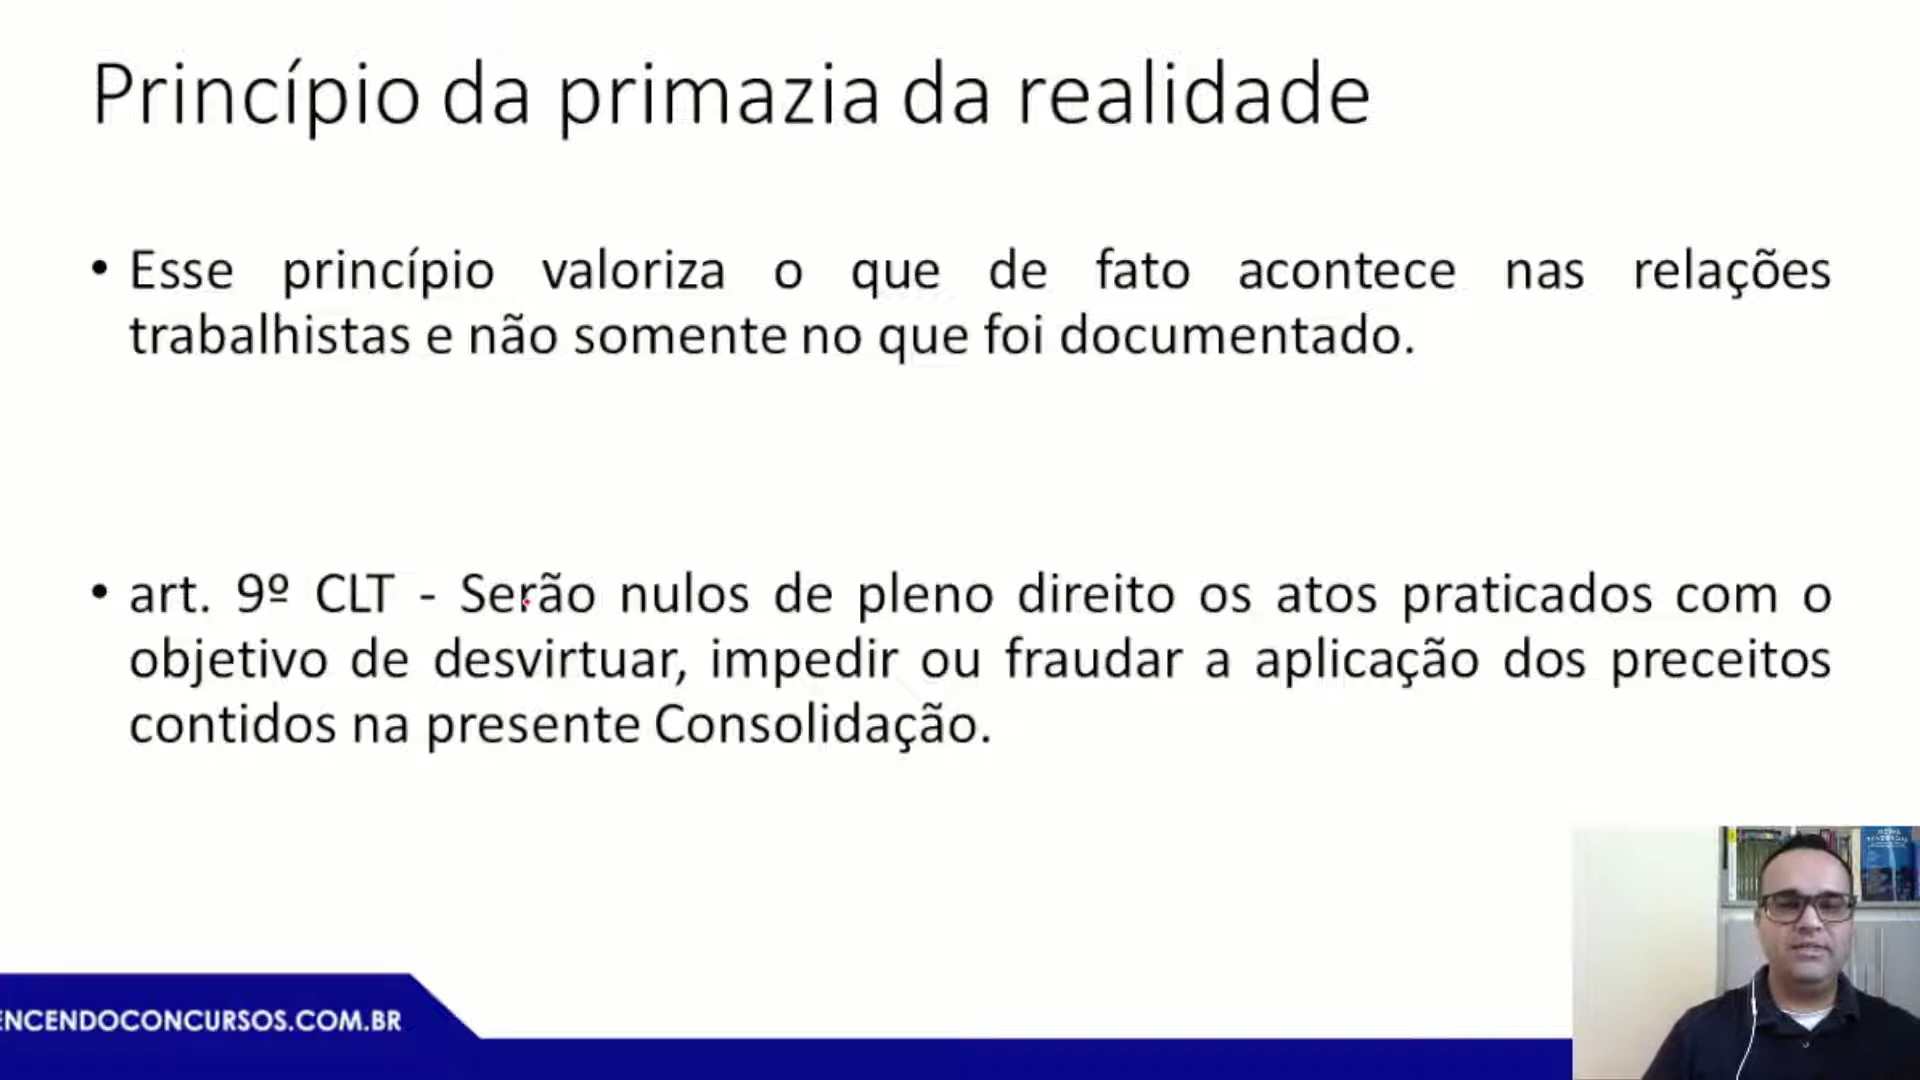 Princípio da primazia da realidade
• Esse princípio valoriza o que de fato acontece nas relações
trabalhistas e não somente no que foi documentado.
• art. 9º CLT - Serão nulos de pleno direito os atos praticados com o
objetivo de desvirtuar, impedir ou fraudar a aplicação dos preceitos
contidos na presente Consolidação.
ENCENDOCONCURSOS.COM.BR